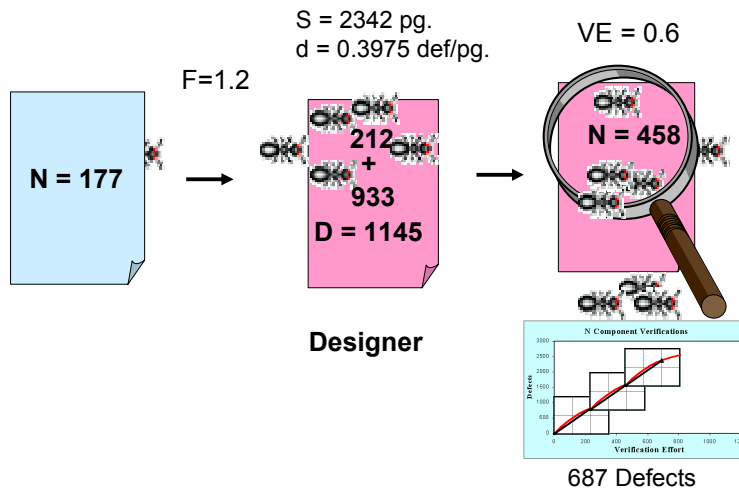 S = 2342 pg.
d = 0.3975 def/pg.
VE = 0.6
F=1.2
N = 177
212
+
933
D = 1145
N = 458
Designer
N Component Verifications
Defects
3000
2500
2000
1500
1000
500
0
0 200 400 600 800 1000
Verification Effort
687 Defects